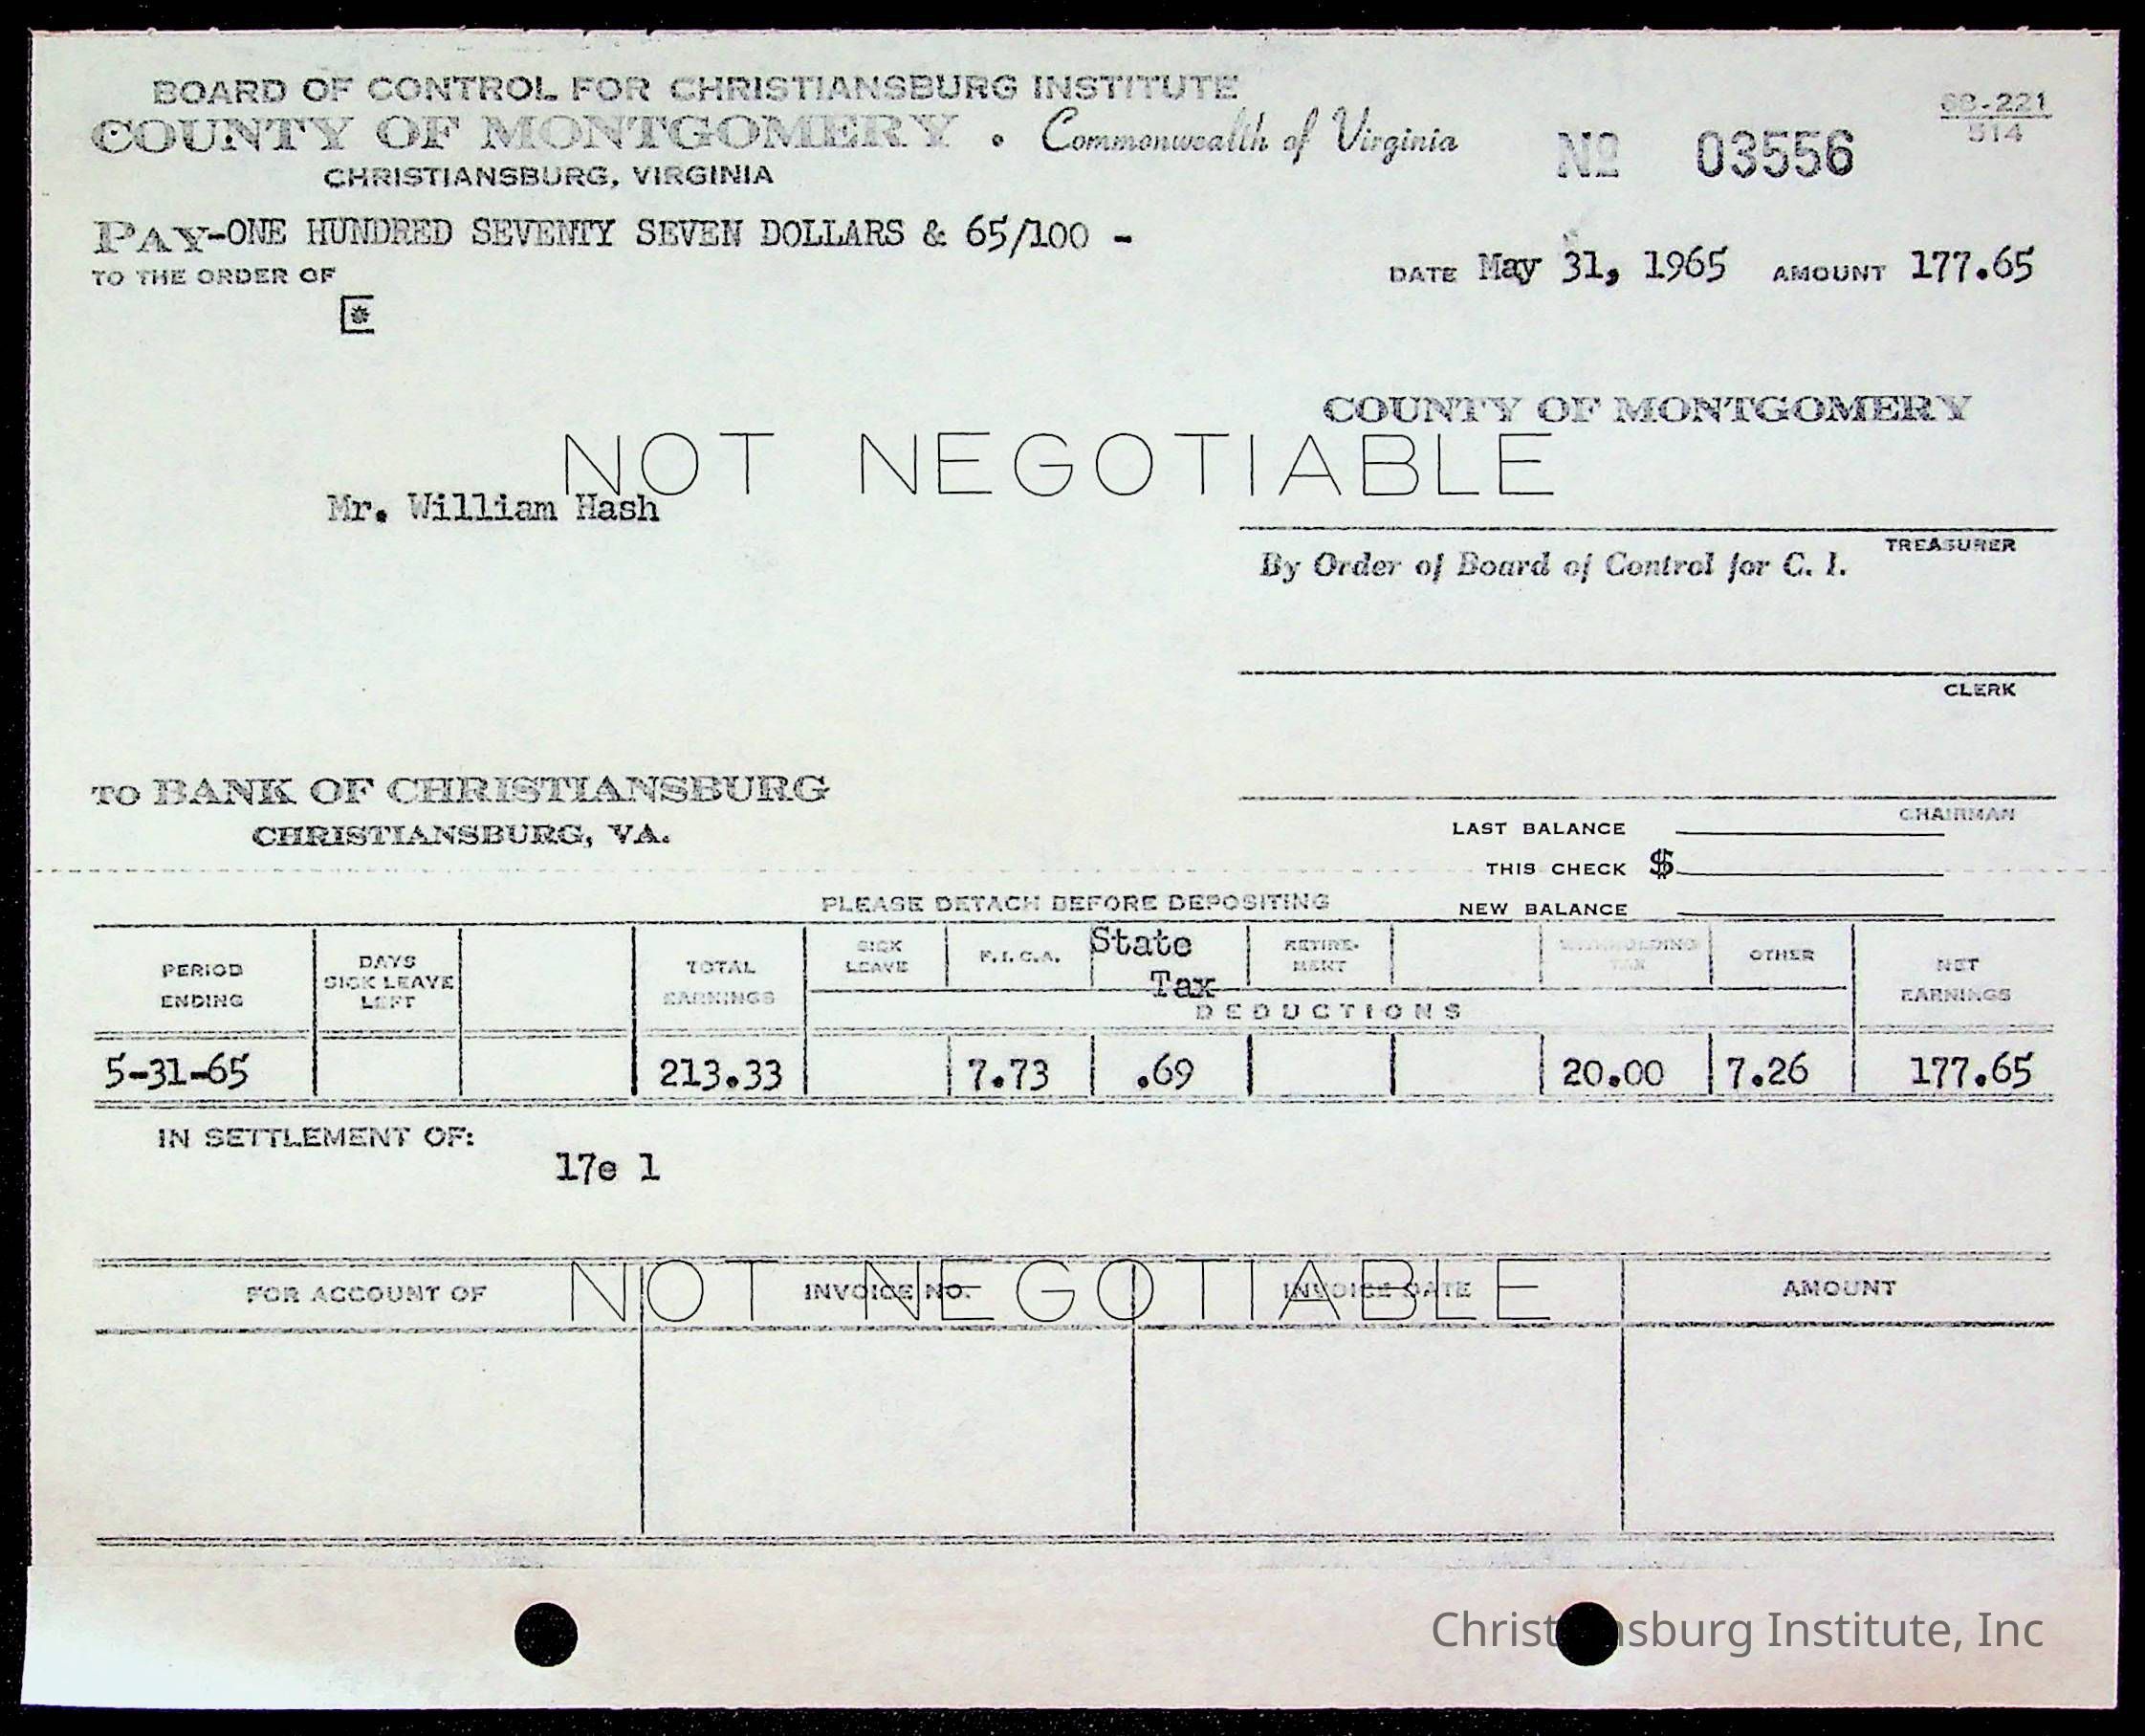 BOARD OF CONTROL FOR CHRISTIANSBURG INSTITUTE
COUNTY OF MONTGOMERY • Commonwealth of Virginia
CHRISTIANSBURG, VIRGINIA
No 03556
68-221
514
PAY-ONE HUNDRED SEVENTY SEVEN DOLLARS & 65/100 -
TO THE ORDER OF
DATE May 31, 1965 AMOUNT 177.65
COUNTY OF MONTGOMERY
NOT NEGOTIABLE
Mr. William Hash
TREASURER
By Order of Board of Control for C. I.
CLERK
TO BANK OF CHRISTIANSBURG
CHRISTIANSBURG, VA.
CHAIRMAN
LAST BALANCE
THIS CHECK $
NEW BALANCE
PLEASE DETACH BEFORE DEPOSITING
PERIOD ENDING
DAYS SICK LEAVE LEFT
TOTAL EARNINGS
SICK LEAVE
F.I.C.A.
State Tax
RETIRE-MENT
WITHHOLDING TAX
OTHER
NET EARNINGS
DEDUCTIONS
5-31-65 213.33 7.73 .69 20.00 7.26 177.65
IN SETTLEMENT OF:
17e 1
NOT NEGOTIABLE
FOR ACCOUNT OF INVOICE NO. INVOICE DATE AMOUNT
Christiansburg Institute, Inc